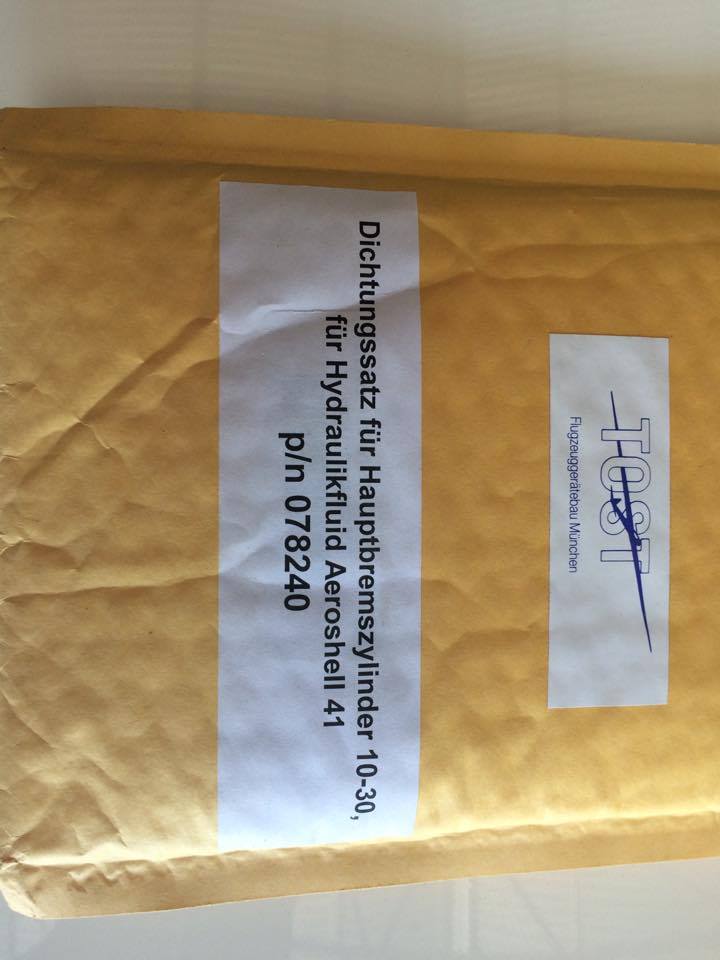 TOST
Flugzeuggerätebau München
Dichtungssatz für Hauptbremszylinder 10-30,
für Hydraulikfluid Aeroshell 41
p/n 078240